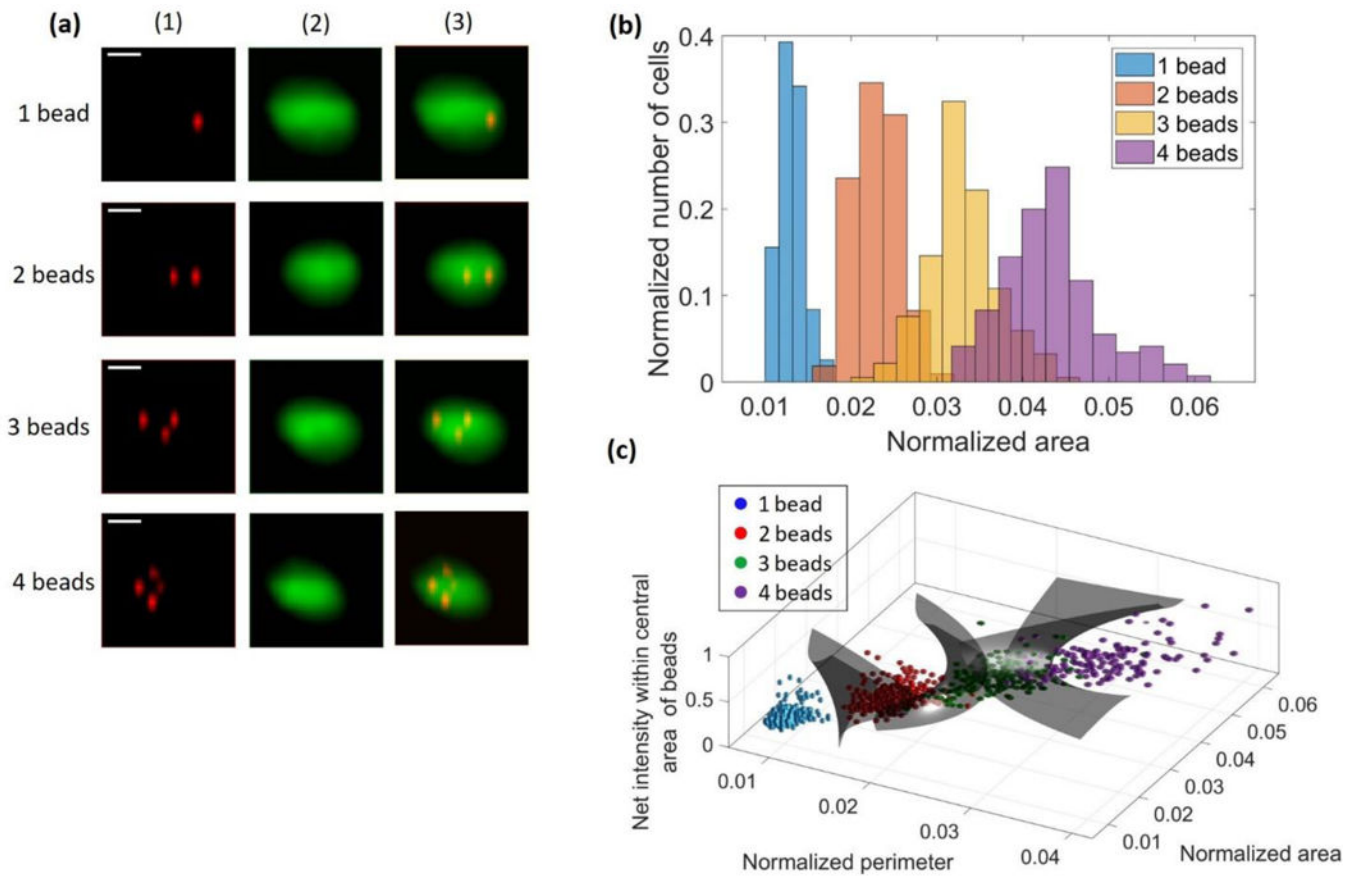 (a)
(1)
(2)
(3)
1 bead
2 beads
3 beads
4 beads
(b)
Normalized number of cells
0.4
0.3
0.2
0.1
0
1 bead
2 beads
3 beads
4 beads
0.01
0.02
0.03
0.04
0.05
0.06
Normalized area
(c)
1 bead
2 beads
3 beads
4 beads
Net intensity within central
area of beads
1
0.5
0
0.01
0.02
0.03
0.04
Normalized perimeter
0.06
0.05
0.04
0.03
0.02
0.01
Normalized area